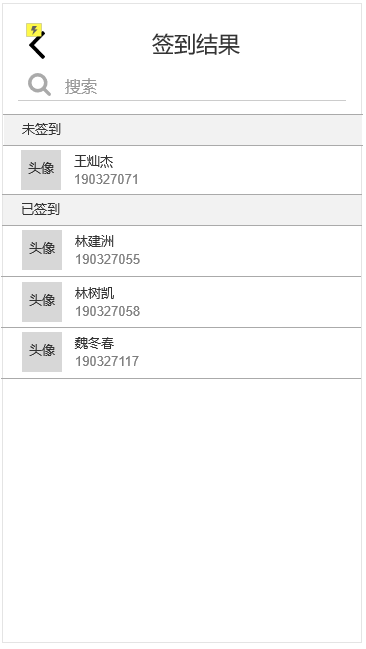 签到结果
搜索
未签到
头像
王灿杰
190327071
已签到
头像
林建洲
190327055
头像
林树凯
190327058
头像
魏冬春
190327117